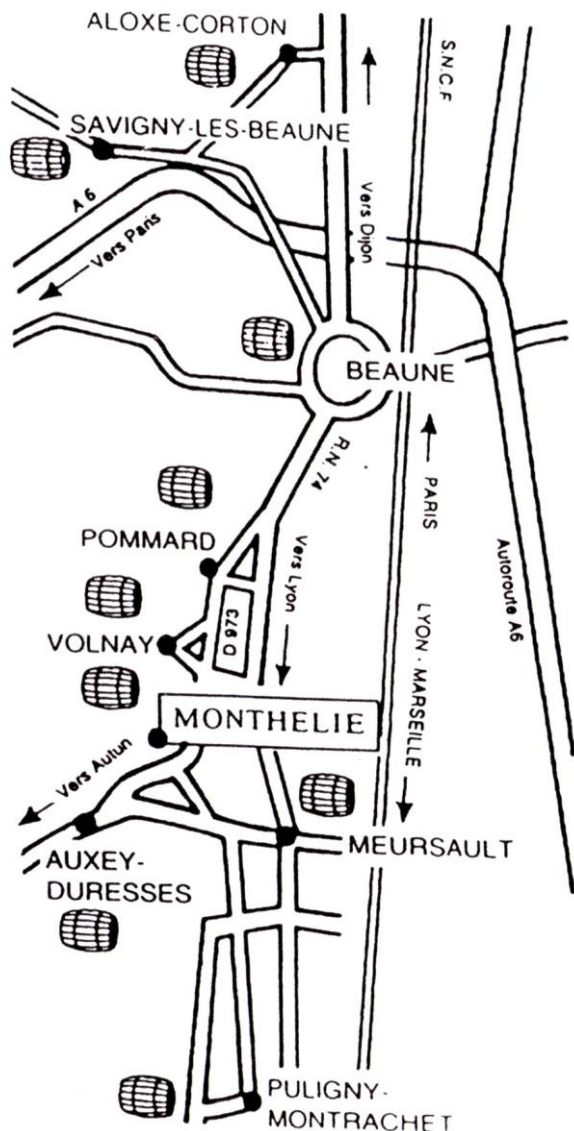 ALOXE-CORTON
S.N.C.F
SAVIGNY-LES-BEAUNE
A 6
Vers Paris
Vers Dijon
BEAUNE
R.N. 74
PARIS
POMMARD
Vers Lyon
Autoroute A6
VOLNAY
D 973
LYON - MARSEILLE
MONTHELIE
Vers Autun
MEURSAULT
AUXEY-
DURESSES
PULIGNY-
MONTRACHET